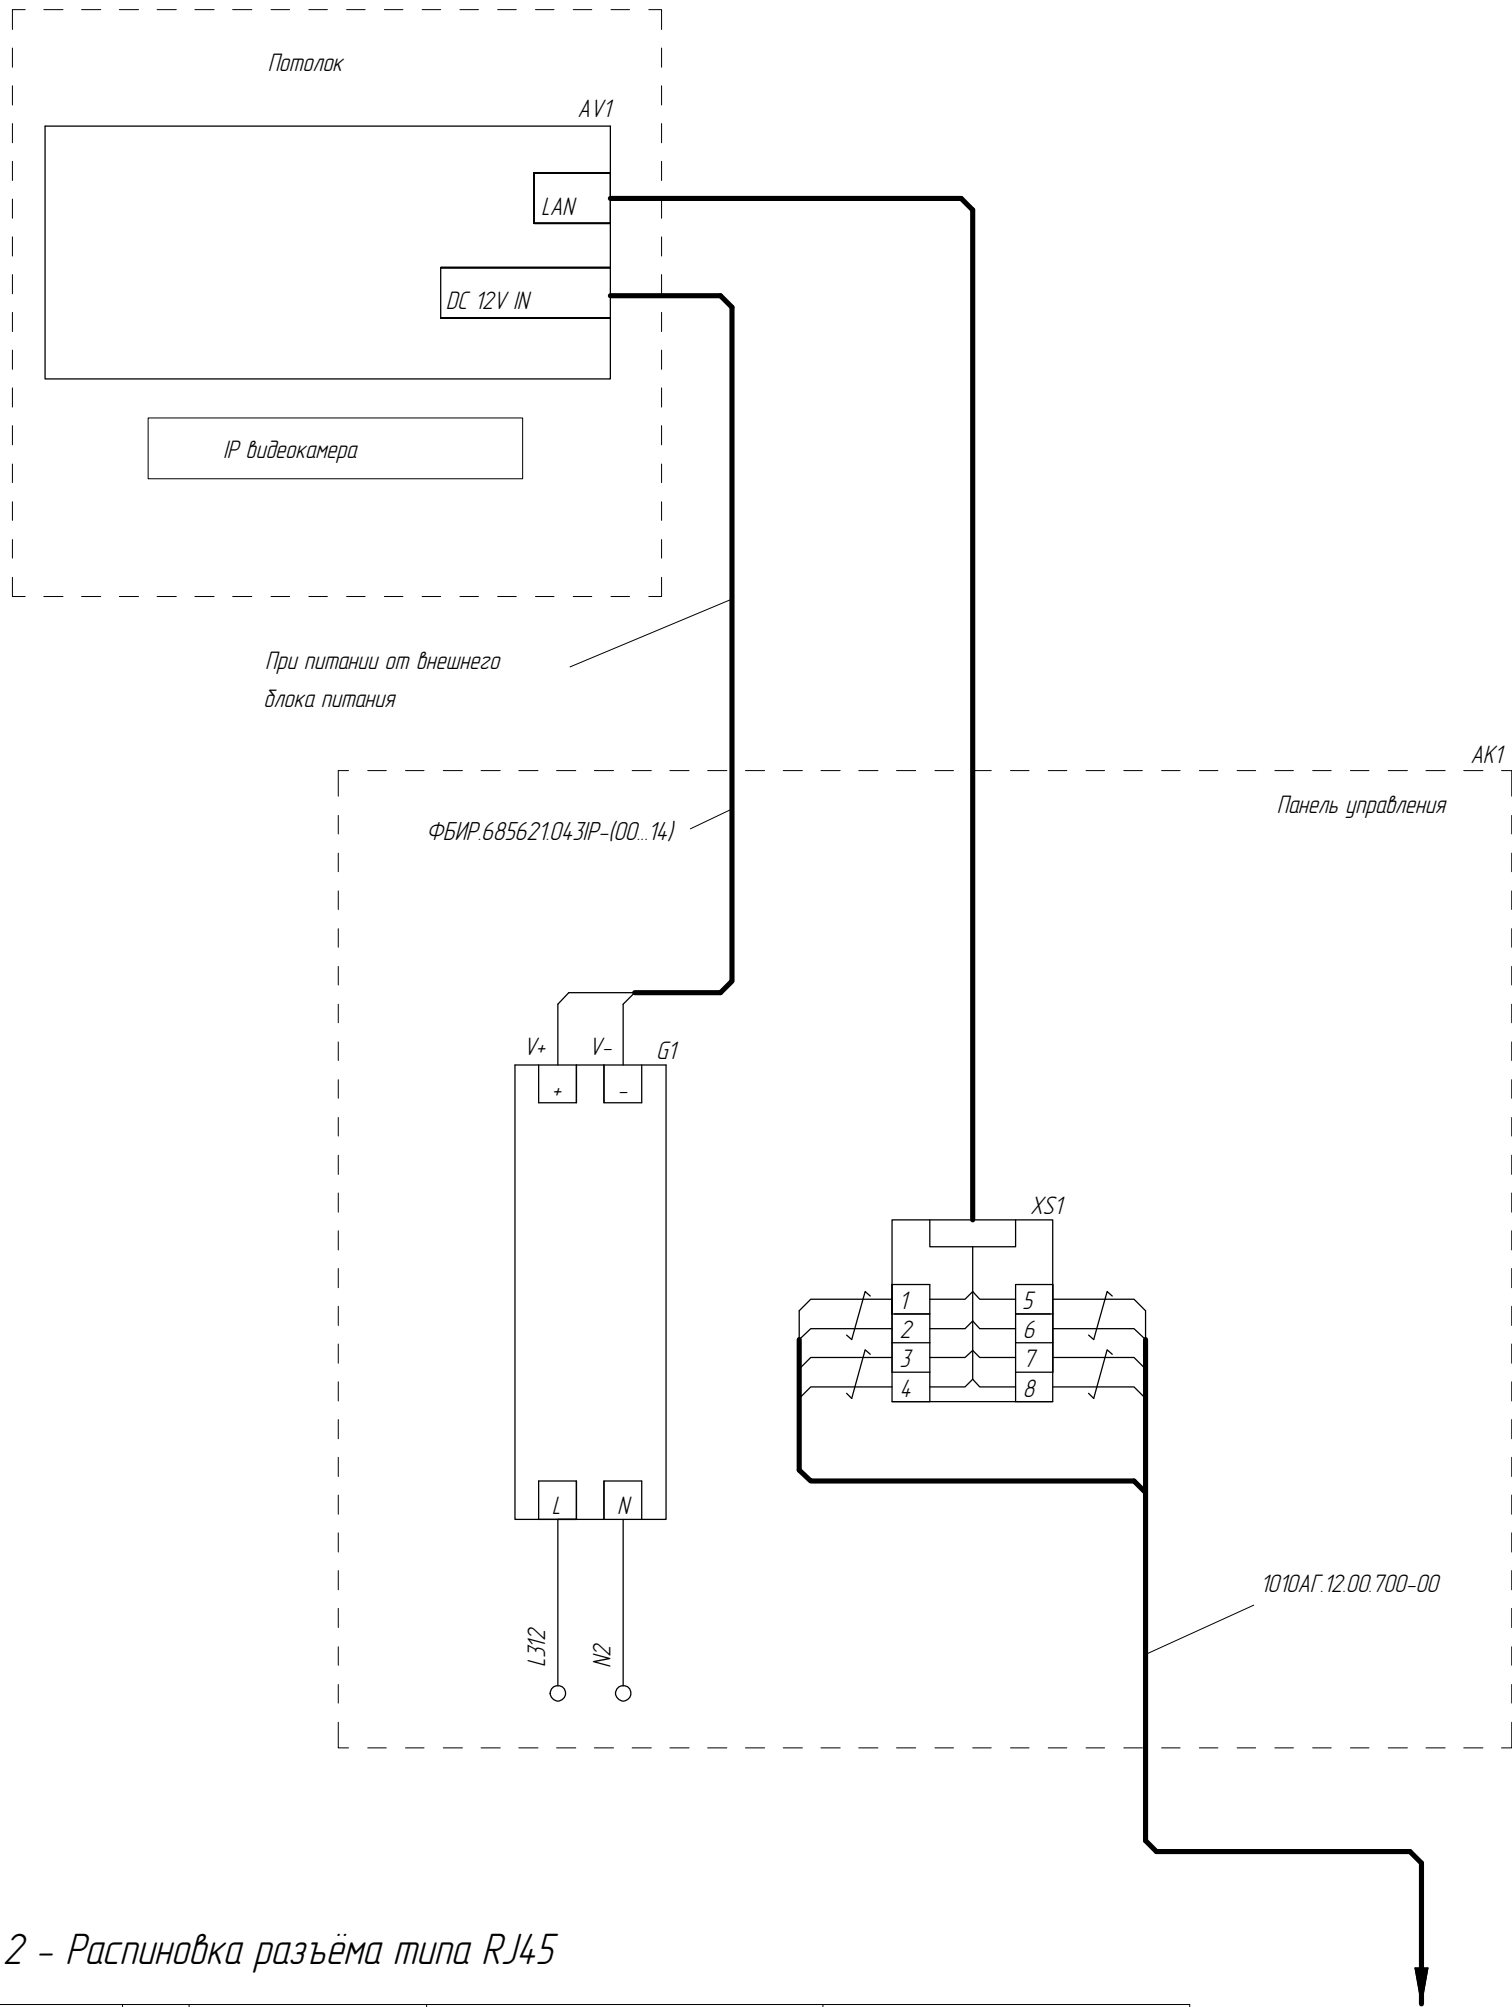 Потолок
AV1
LAN
DC 12V IN
IP видеокамера
При питании от внешнего
блока питания
AK1
Панель управления
ФБИР.685621.043IP-(00...14)
V+
V-
G1
+
-
XS1
1
5
2
6
3
7
4
8
L
N
1010АГ.12.00.700-00
L312
N2
2 - Распиновка разъёма типа RJ45